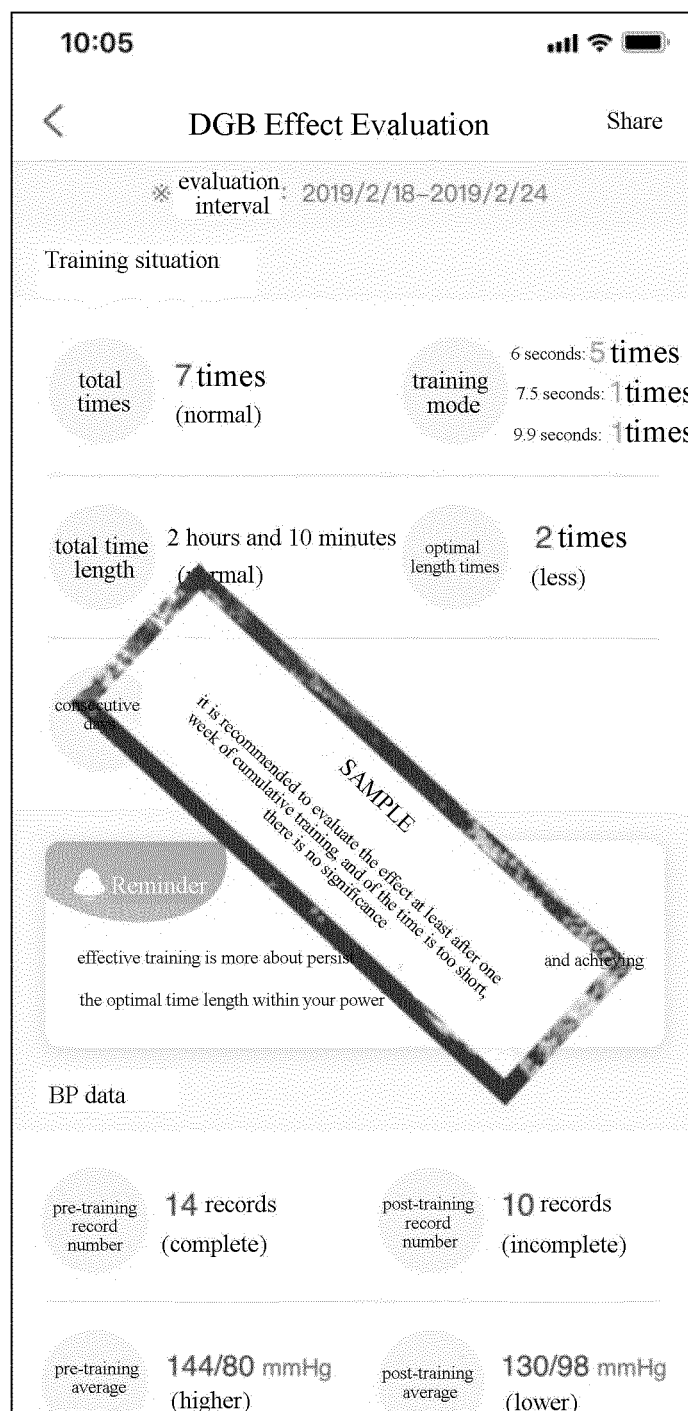 10:05
DGB Effect Evaluation
Share
※ evaluation interval: 2019/2/18–2019/2/24
Training situation
total times
7 times
(normal)
training mode
6 seconds: 5 times
7.5 seconds: 1 times
9.9 seconds: 1 times
total time length
2 hours and 10 minutes
optimal length times
2 times
(less)
consecutive
SAMPLE
it is recommended to evaluate the effect at least after one
week of cumulative training, and of the time is too short,
there is no significance
Reminder
effective training is more about
and achieving
the optimal time length within your power
BP data
pre-training record number
14 records
(complete)
post-training record number
10 records
(incomplete)
pre-training average
144/80 mmHg
(higher)
post-training average
130/98 mmHg
(lower)